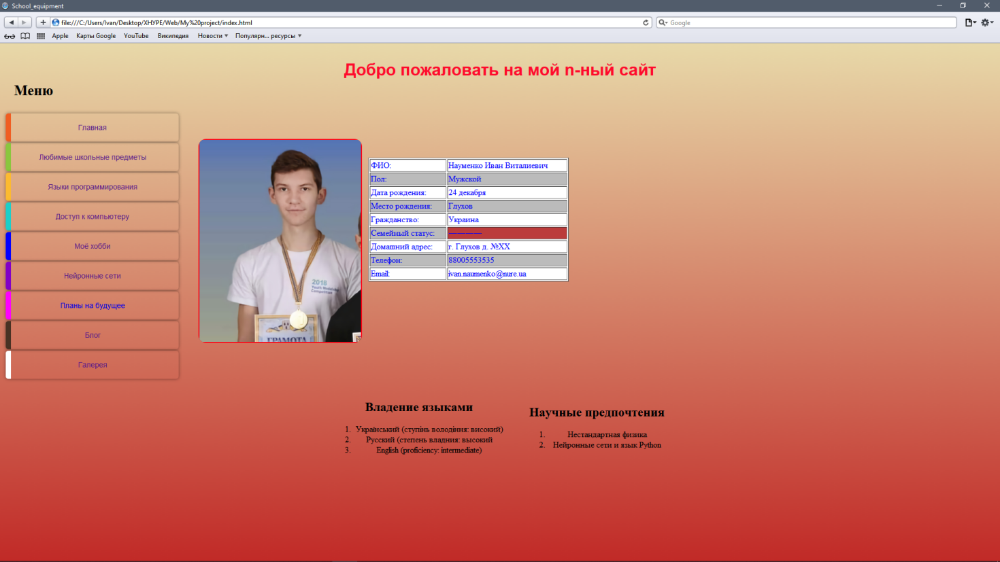 School_equipment
file:///C:/Users/Ivan/Desktop/ХНУРЕ/Web/My%20project/index.html
Google
Apple Карты Google YouTube Википедия Новости Популярн... ресурсы
Добро пожаловать на мой n-ный сайт
Меню
Главная
Любимые школьные предметы
Языки программирования
Доступ к компьютеру
Моё хобби
Нейронные сети
Планы на будущее
Блог
Галерея
2018
Youth
Competition
ГРАМОТА
ФИО: Науменко Иван Виталиевич
Пол: Мужской
Дата рождения: 24 декабря
Место рождения: Глухов
Гражданство: Украина
Семейный статус: ————
Домашний адрес: г. Глухов д. №XX
Телефон: 88005553535
Email: ivan.naumenko@nure.ua
Владение языками
1. Український (ступінь володіння: високий)
2. Русский (степень владния: высокий
3. English (proficiency: intermediate)
Научные предпочтения
1. Нестандартная физика
2. Нейронные сети и язык Python